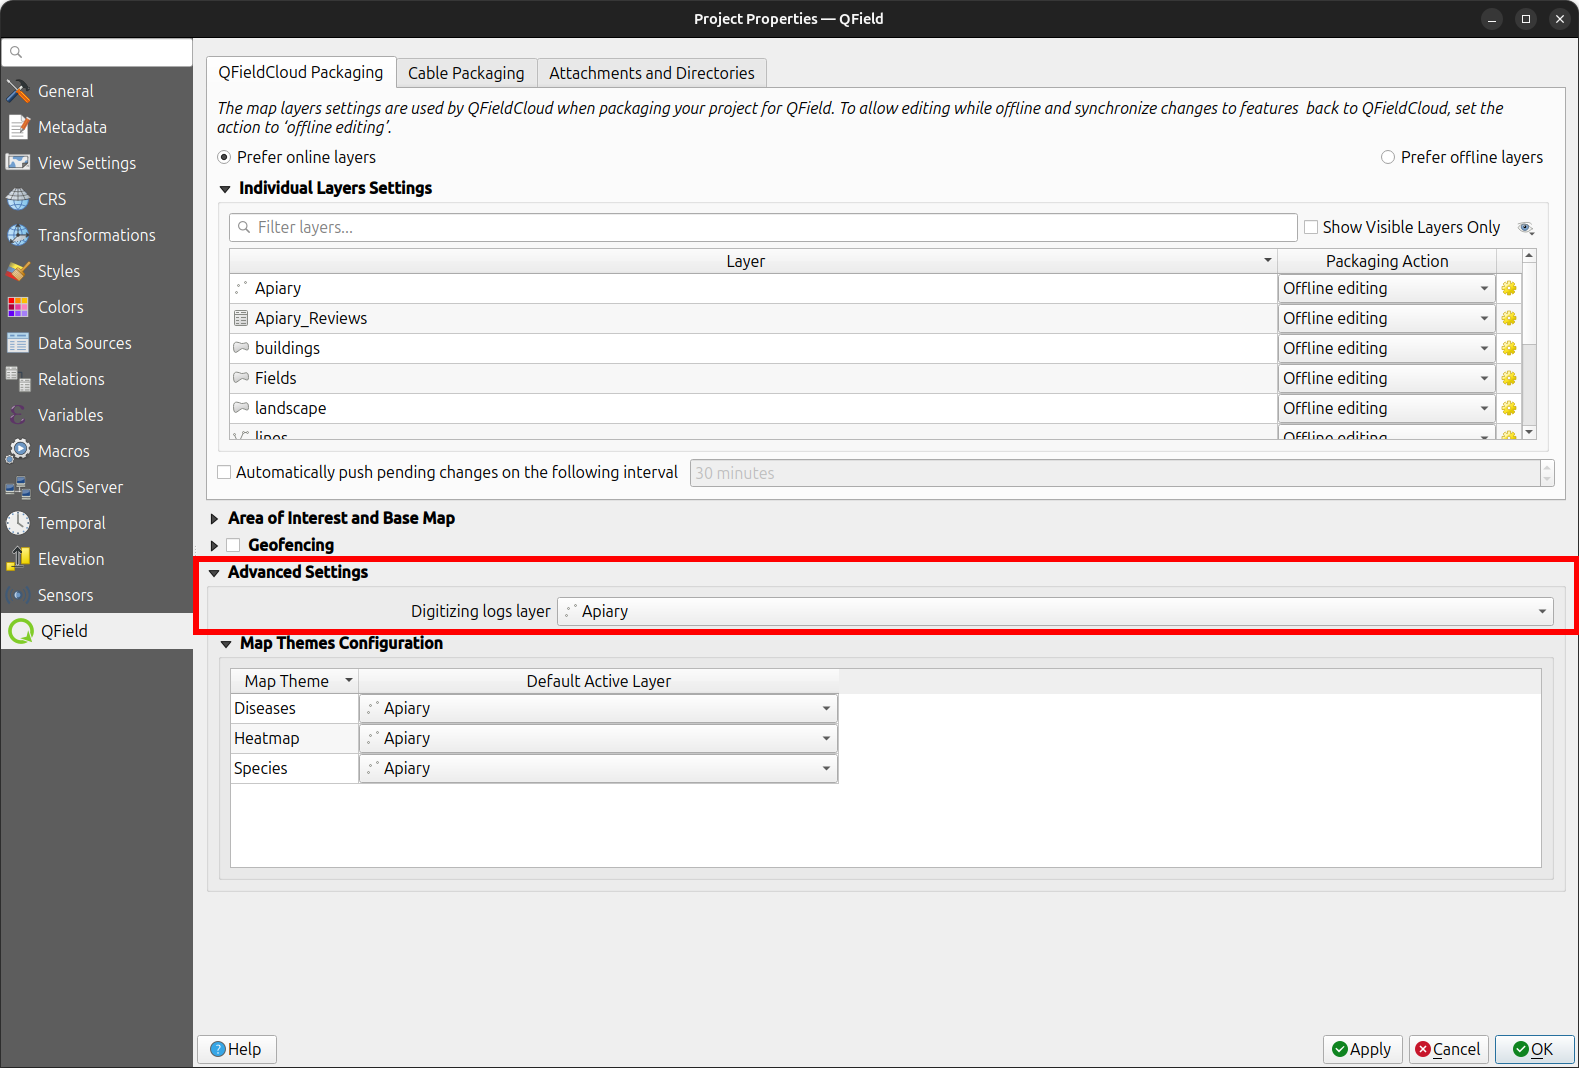 Project Properties — QField
General
Metadata
View Settings
CRS
Transformations
Styles
Colors
Data Sources
Relations
Variables
Macros
QGIS Server
Temporal
Elevation
Sensors
QField
QFieldCloud Packaging
Cable Packaging
Attachments and Directories
The map layers settings are used by QFieldCloud when packaging your project for QField. To allow editing while offline and synchronize changes to features back to QFieldCloud, set the
action to ‘offline editing’.
Prefer online layers
Prefer offline layers
Individual Layers Settings
Filter layers...
Show Visible Layers Only
Layer
Packaging Action
Apiary
Offline editing
Apiary_Reviews
Offline editing
buildings
Offline editing
Fields
Offline editing
landscape
Offline editing
lines
Offline editing
Automatically push pending changes on the following interval
30 minutes
Area of Interest and Base Map
Geofencing
Advanced Settings
Digitizing logs layer
Apiary
Map Themes Configuration
Map Theme
Default Active Layer
Diseases
Apiary
Heatmap
Apiary
Species
Apiary
Help
Apply
Cancel
OK